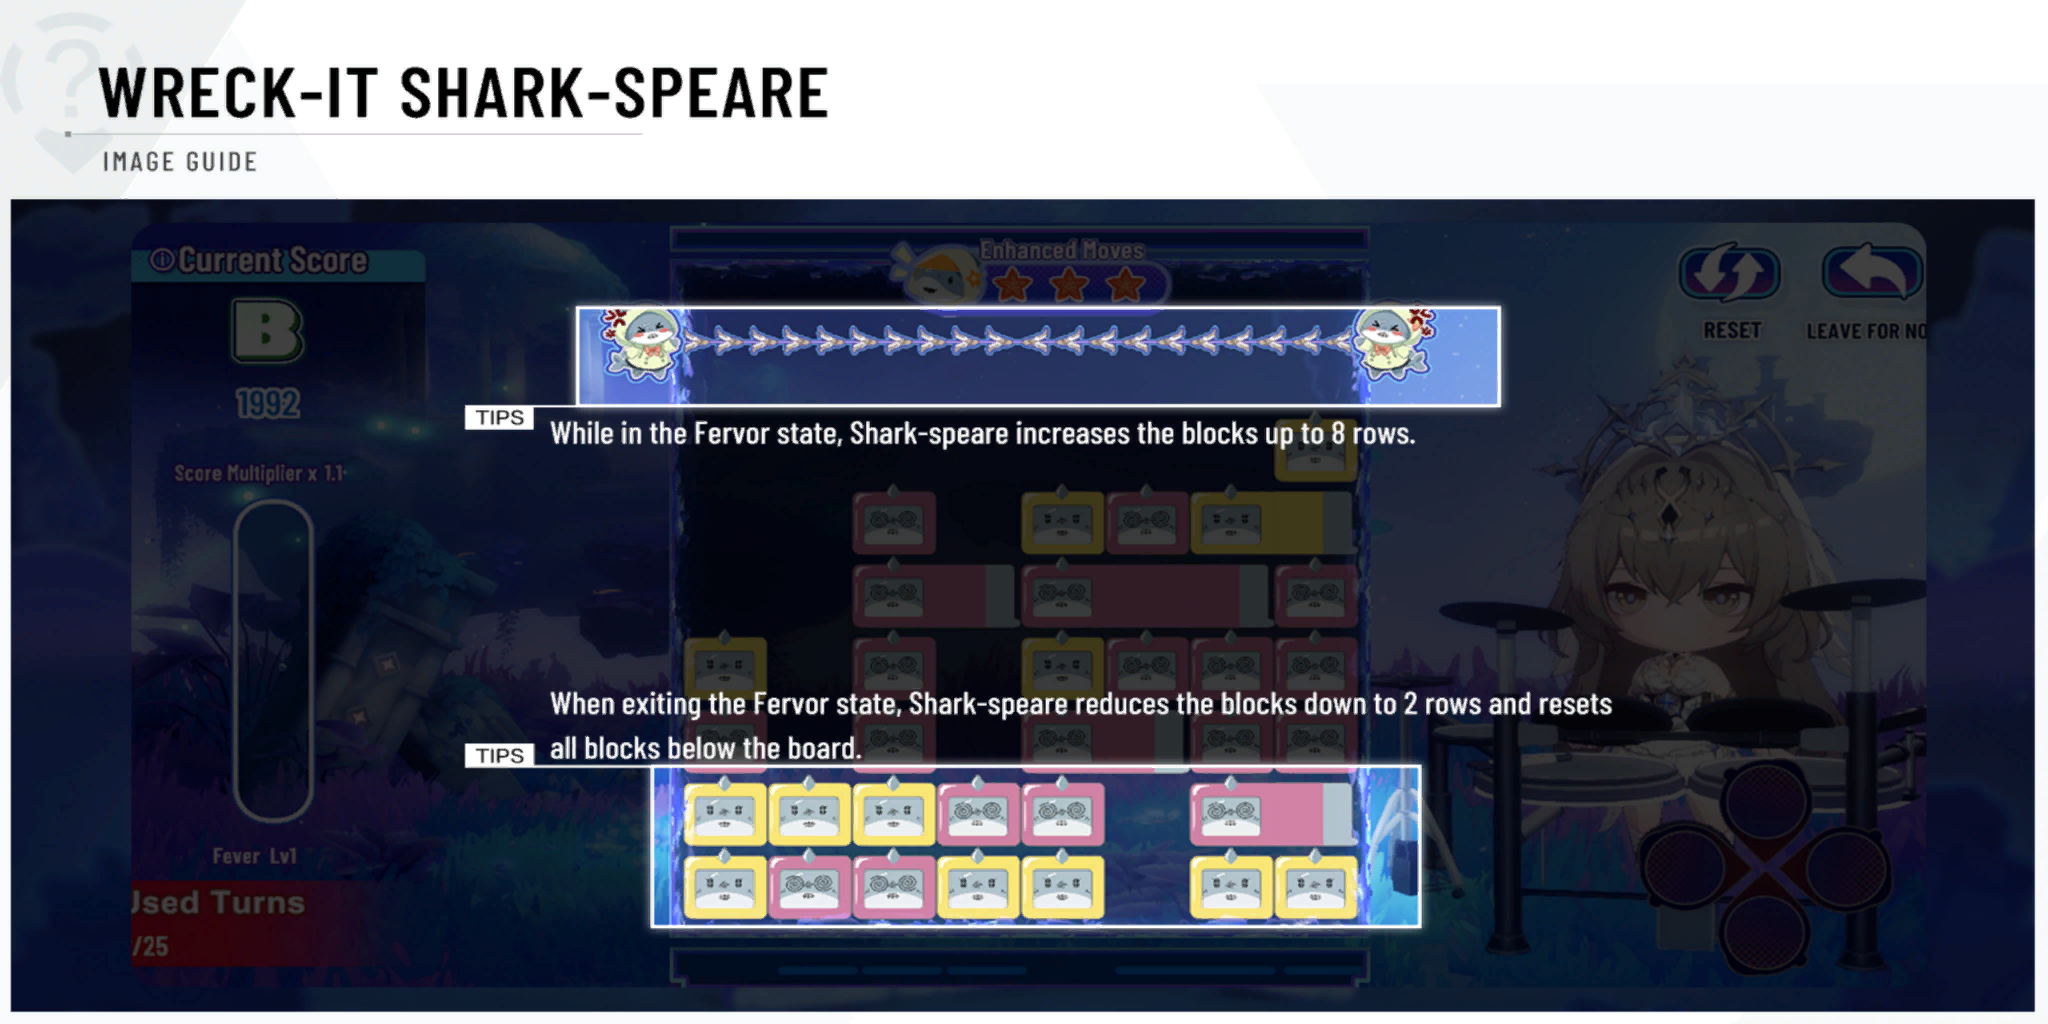 WRECK-IT SHARK-SPEARE
IMAGE GUIDE
Current Score
B
1992
Score Multiplier x 1.1
Fever Lv1
Used Turns
/25
Enhanced Moves
RESET
LEAVE FOR NO
TIPS
While in the Fervor state, Shark-speare increases the blocks up to 8 rows.
When exiting the Fervor state, Shark-speare reduces the blocks down to 2 rows and resets
all blocks below the board.
TIPS